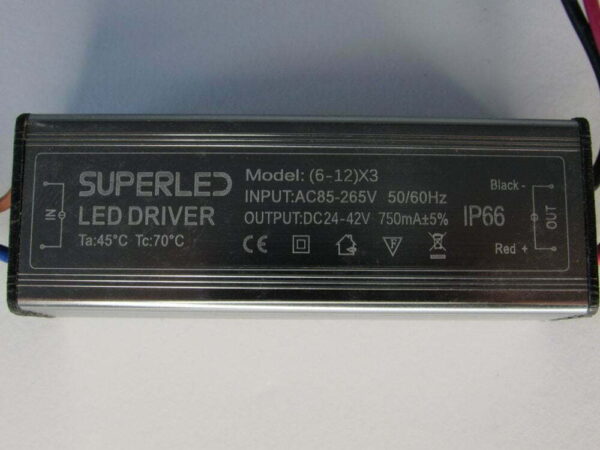 SUPERLED
LED DRIVER
Ta:45°C Tc:70°C
IN
Model: (6-12)X3
INPUT:AC85-265V 50/60Hz
OUTPUT:DC24-42V 750mA±5%
IP66
CE
F
Black -
OUT
Red +